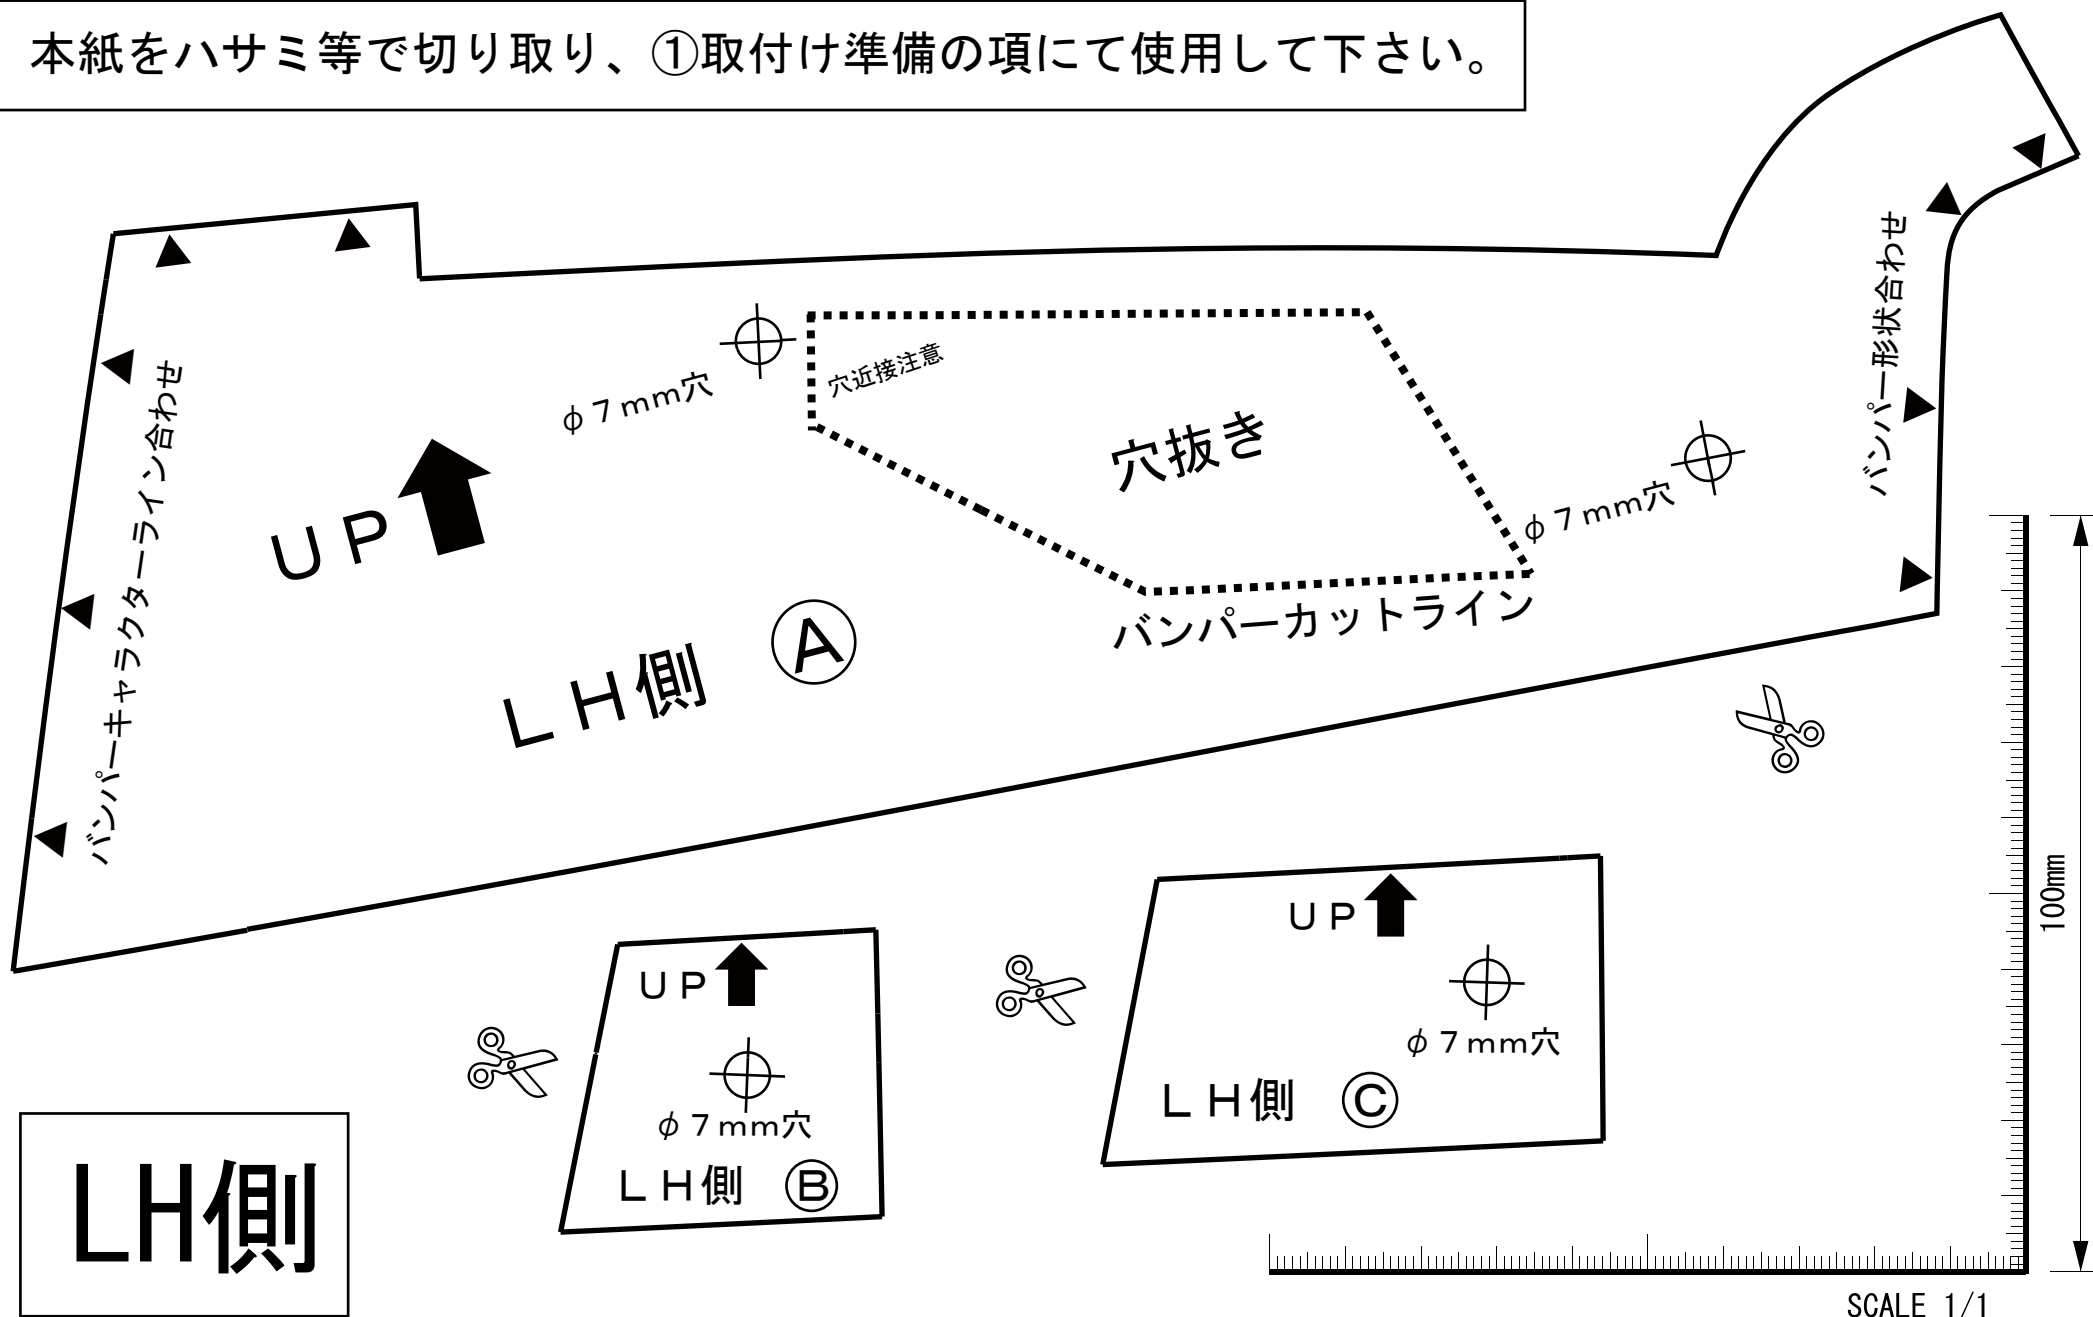 本紙をハサミ等で切り取り、①取付け準備の項にて使用して下さい。
バンパーキャラクターライン合わせ
UP
φ7mm穴
穴近接注意
穴抜き
φ7mm穴
バンパー形状合わせ
バンパーカットライン
LH側 Ⓐ
UP
φ7mm穴
LH側 Ⓑ
UP
φ7mm穴
LH側 Ⓒ
LH側
100mm
SCALE 1/1